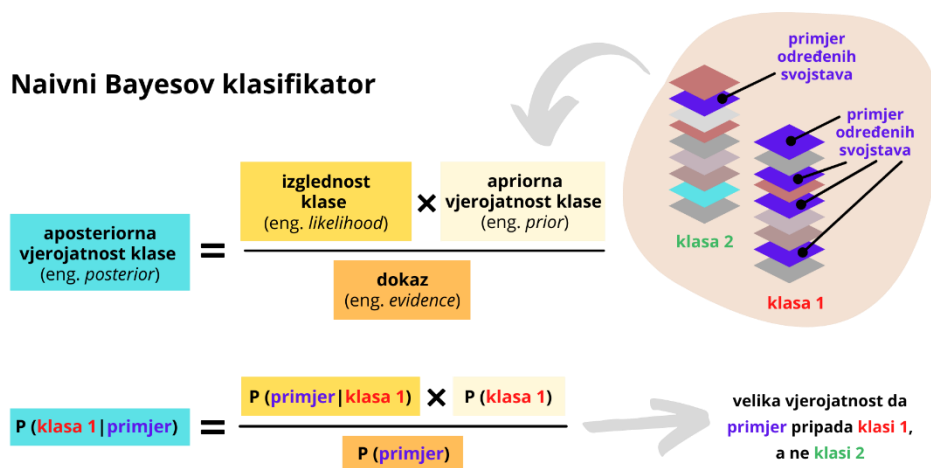 Naivni Bayesov klasifikator
primjer
određenih
svojstava
primjer
određenih
svojstava
klasa 2
klasa 1
aposteriorna
vjerojatnost klase
(eng. posterior)
=
izglednost
klase
(eng. likelihood)
×
apriorna
vjerojatnost klase
(eng. prior)
dokaz
(eng. evidence)
P (klasa 1|primjer)
=
P (primjer|klasa 1)
×
P (klasa 1)
P (primjer)
velika vjerojatnost da
primjer pripada klasi 1,
a ne klasi 2